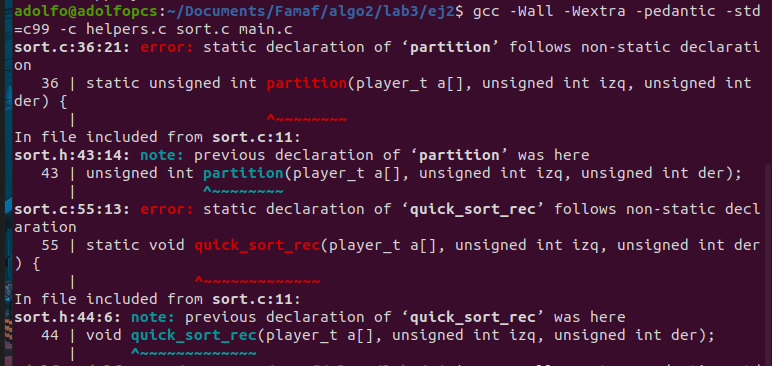 adolfo@adolfopcs:~/Documents/Famaf/algo2/lab3/ej2$ gcc -Wall -Wextra -pedantic -std
=c99 -c helpers.c sort.c main.c
sort.c:36:21: error: static declaration of ‘partition’ follows non-static declarati
on
   36 | static unsigned int partition(player_t a[], unsigned int izq, unsigned int
der) {
      |                     ^~~~~~~~~
In file included from sort.c:11:
sort.h:43:14: note: previous declaration of ‘partition’ was here
   43 | unsigned int partition(player_t a[], unsigned int izq, unsigned int der);
      |              ^~~~~~~~~
sort.c:55:13: error: static declaration of ‘quick_sort_rec’ follows non-static decl
aration
   55 | static void quick_sort_rec(player_t a[], unsigned int izq, unsigned int der
) {
      |             ^~~~~~~~~~~~~~
In file included from sort.c:11:
sort.h:44:6: note: previous declaration of ‘quick_sort_rec’ was here
   44 | void quick_sort_rec(player_t a[], unsigned int izq, unsigned int der);
      |      ^~~~~~~~~~~~~~